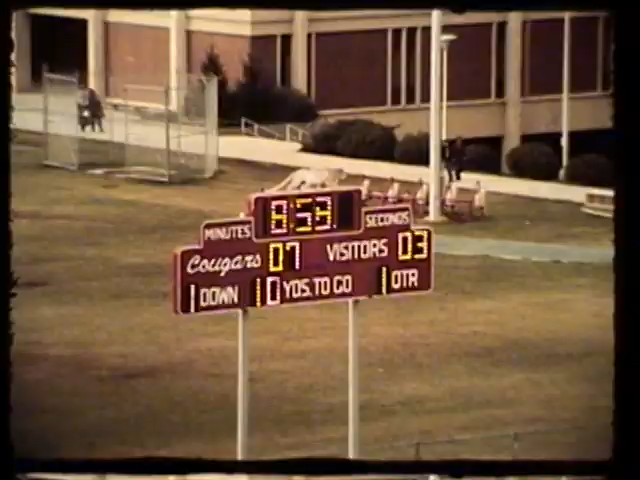 8:53
MINUTES SECONDS
Cougars 07 VISITORS 03
1 DOWN 10 YDS. TO GO 1 QTR